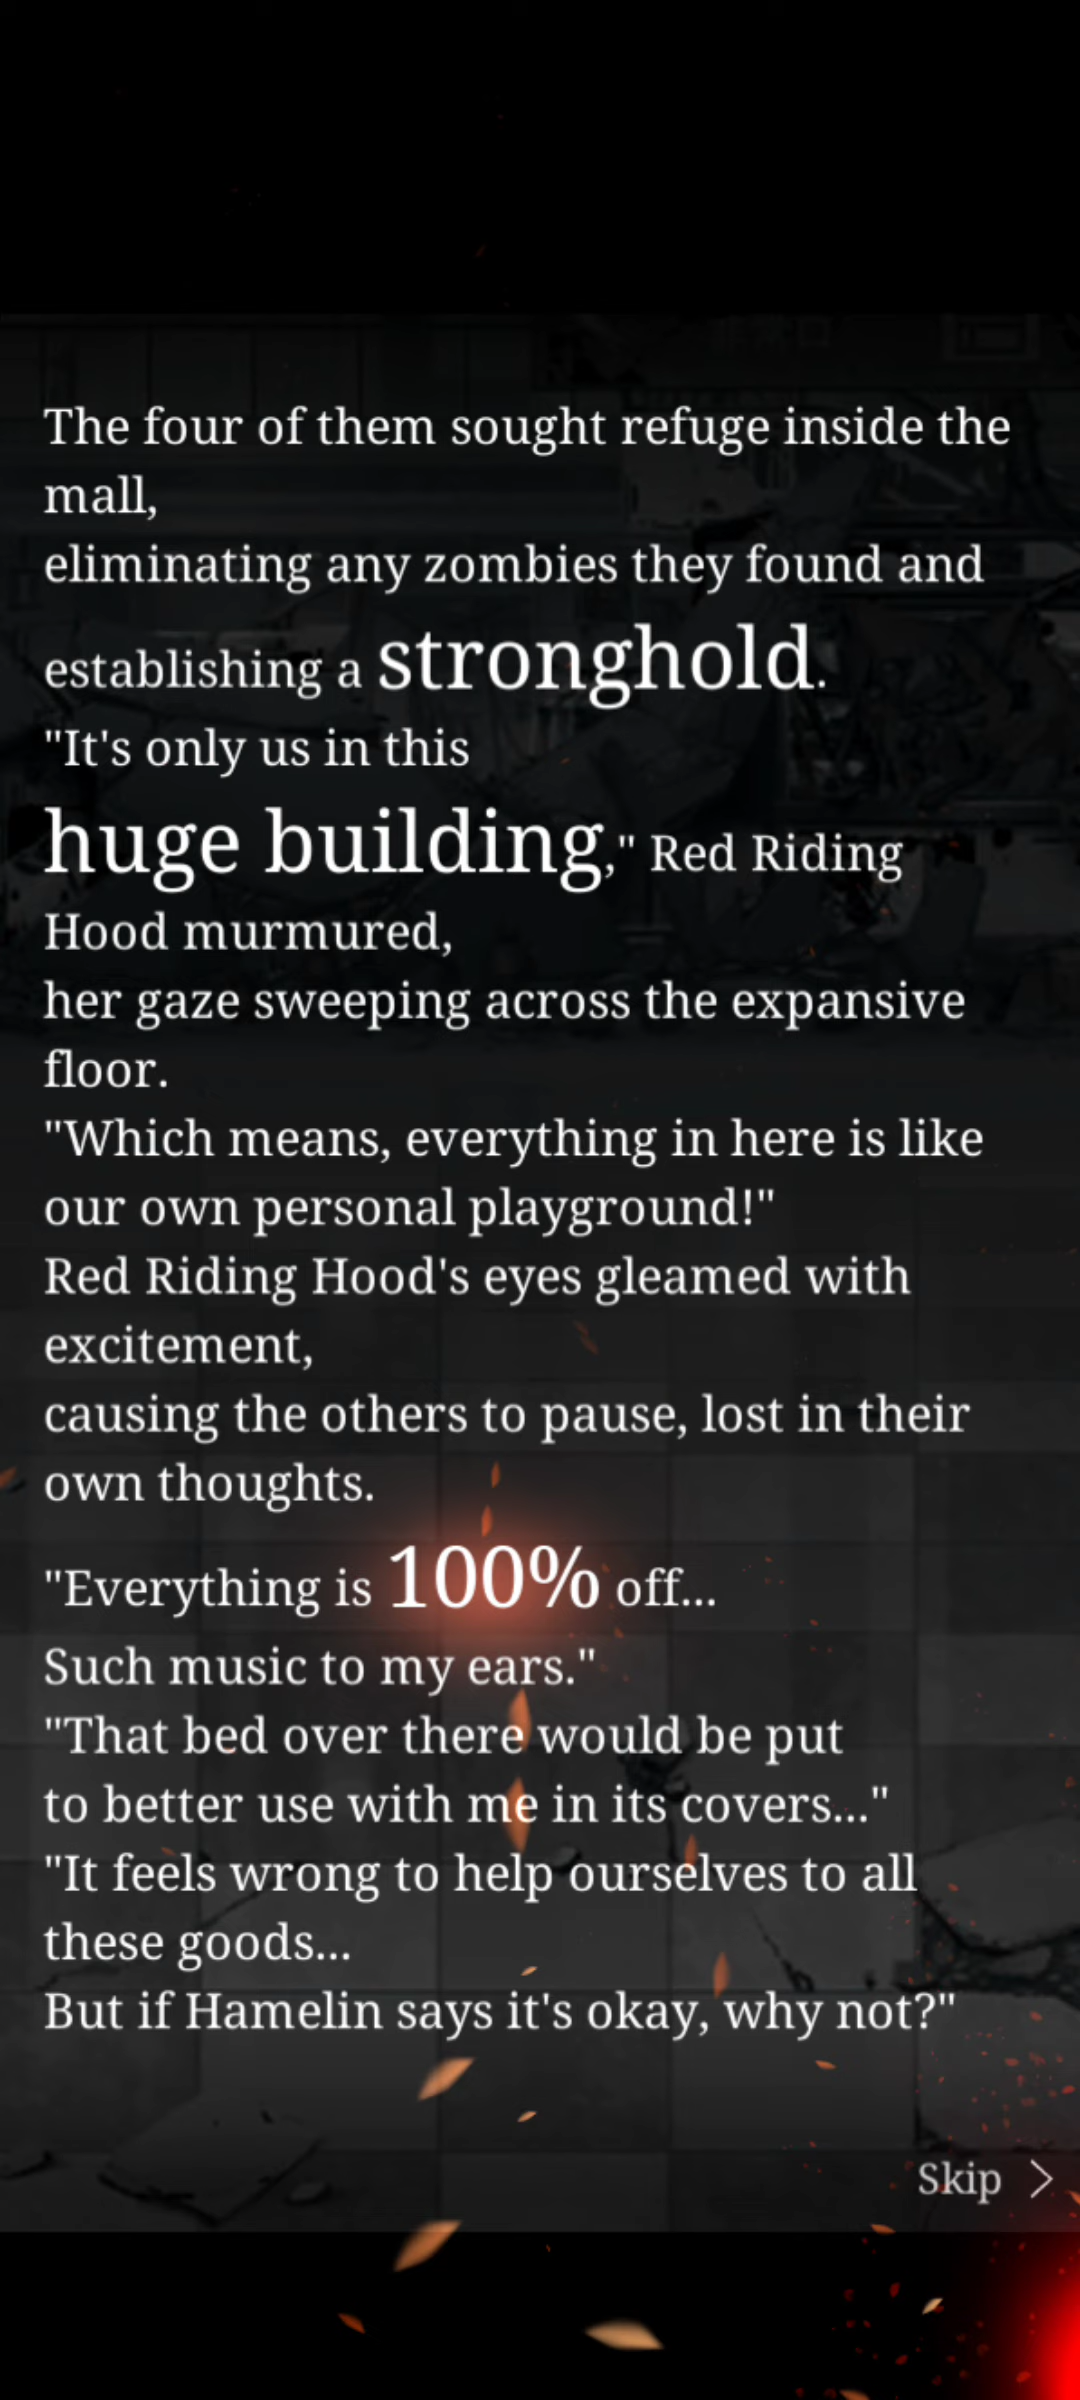 The four of them sought refuge inside the
mall,
eliminating any zombies they found and
establishing a stronghold.
"It's only us in this
huge building," Red Riding
Hood murmured,
her gaze sweeping across the expansive
floor.
"Which means, everything in here is like
our own personal playground!"
Red Riding Hood's eyes gleamed with
excitement,
causing the others to pause, lost in their
own thoughts.
"Everything is 100% off...
Such music to my ears."
"That bed over there would be put
to better use with me in its covers..."
"It feels wrong to help ourselves to all
these goods...
But if Hamelin says it's okay, why not?"
Skip >